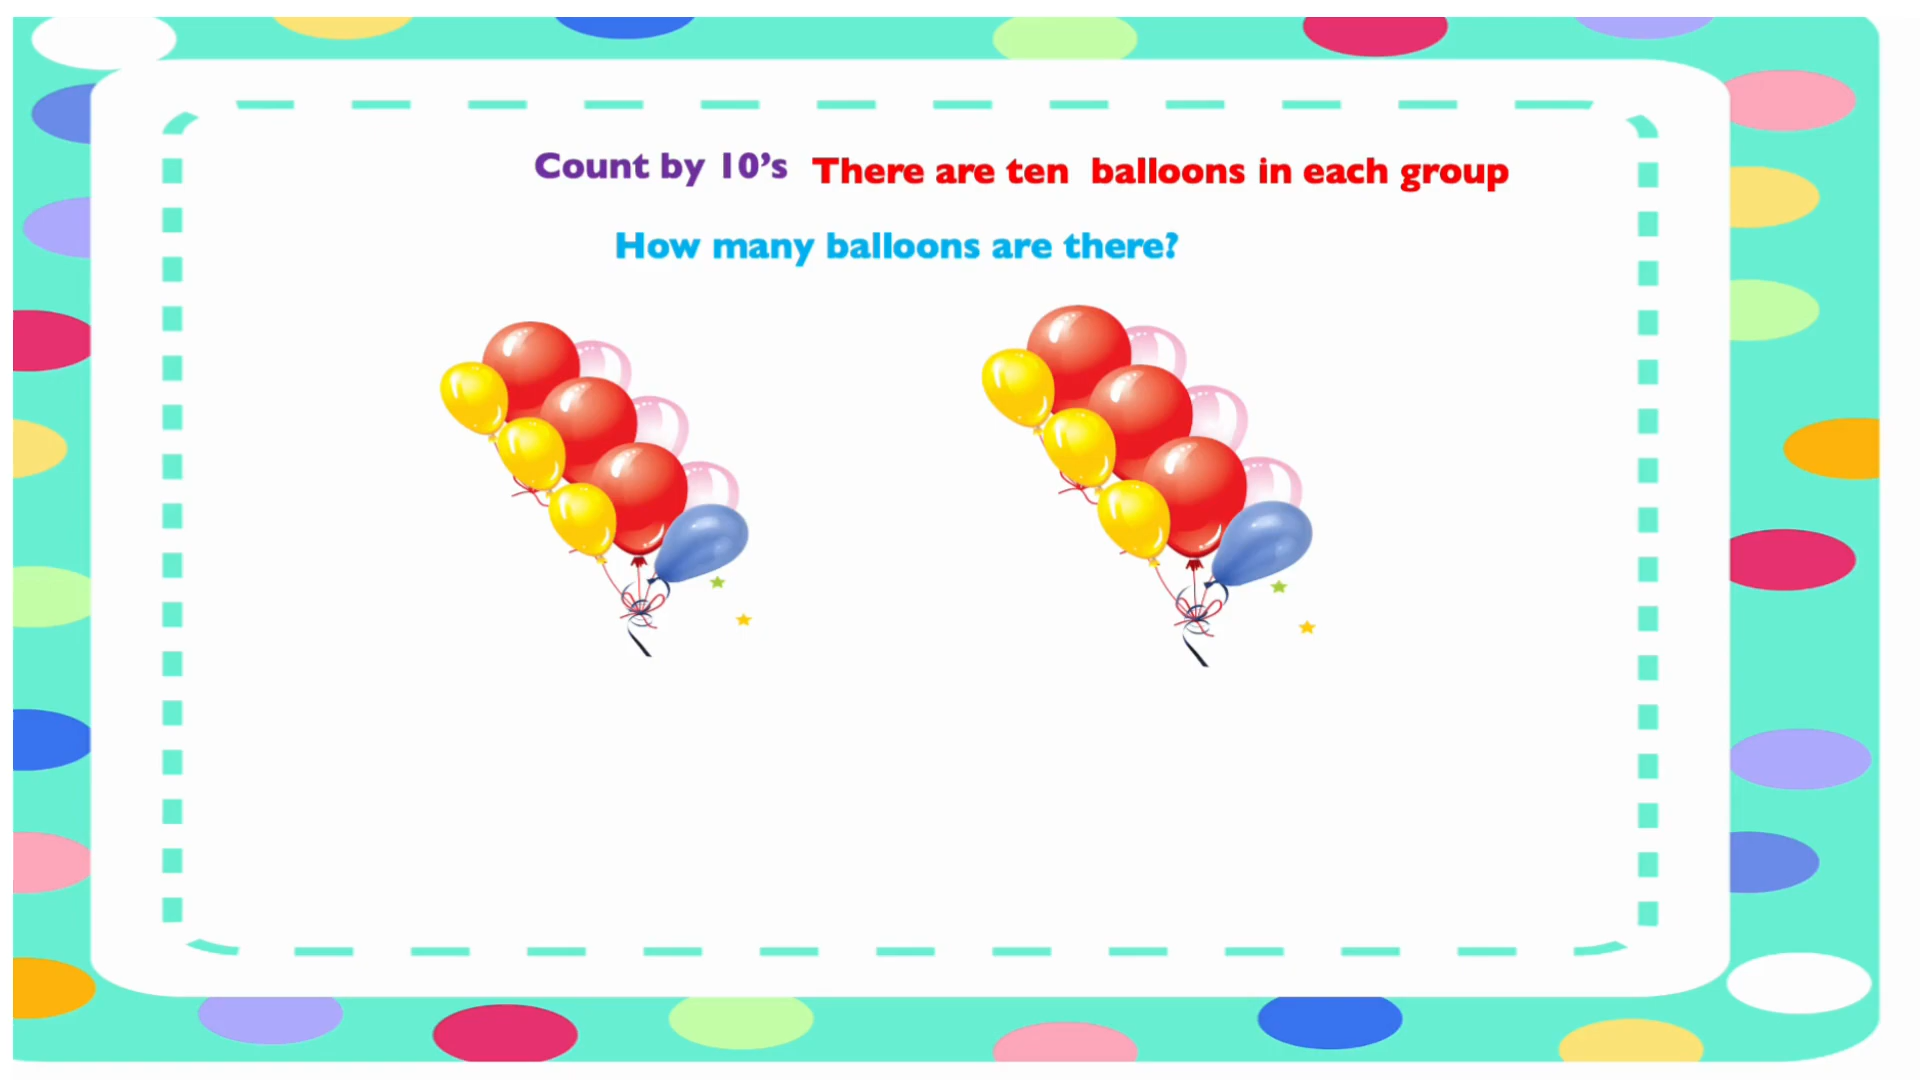 Count by 10’s There are ten balloons in each group
How many balloons are there?